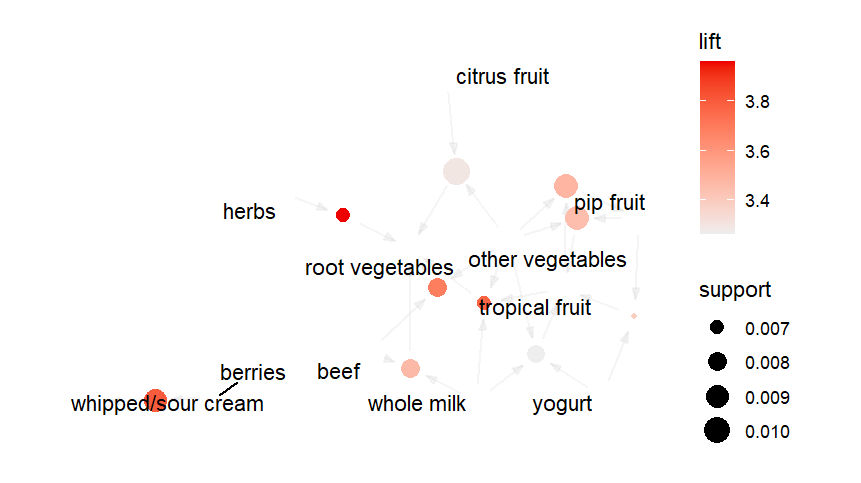 lift
citrus fruit
3.8
3.6
pip fruit
3.4
herbs
other vegetables
root vegetables
support
tropical fruit
0.007
0.008
berries
beef
0.009
whipped/sour cream
whole milk
yogurt
0.010